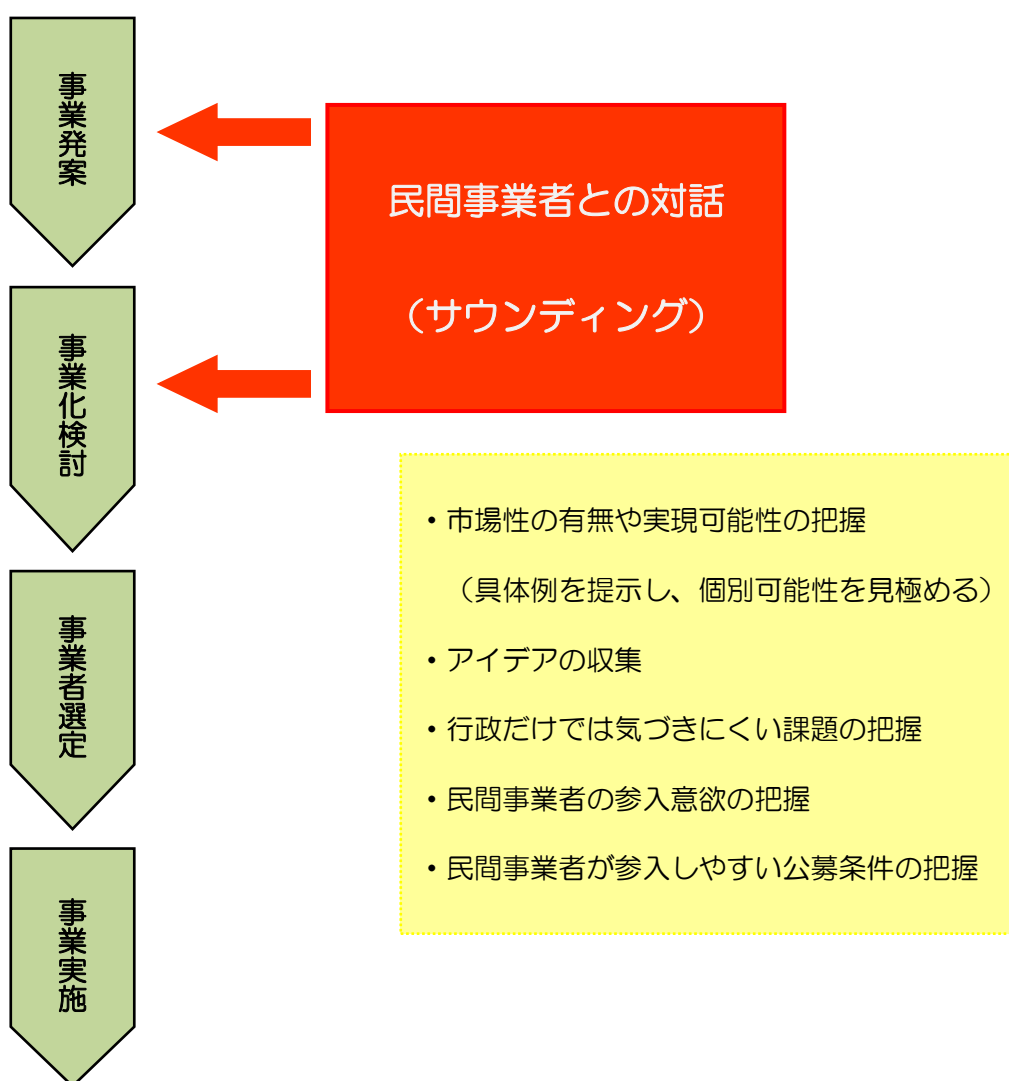 事業発案
民間事業者との対話
（サウンディング）
事業化検討
・市場性の有無や実現可能性の把握
（具体例を提示し、個別可能性を見極める）
・アイデアの収集
・行政だけでは気づきにくい課題の把握
・民間事業者の参入意欲の把握
・民間事業者が参入しやすい公募条件の把握
事業者選定
事業実施